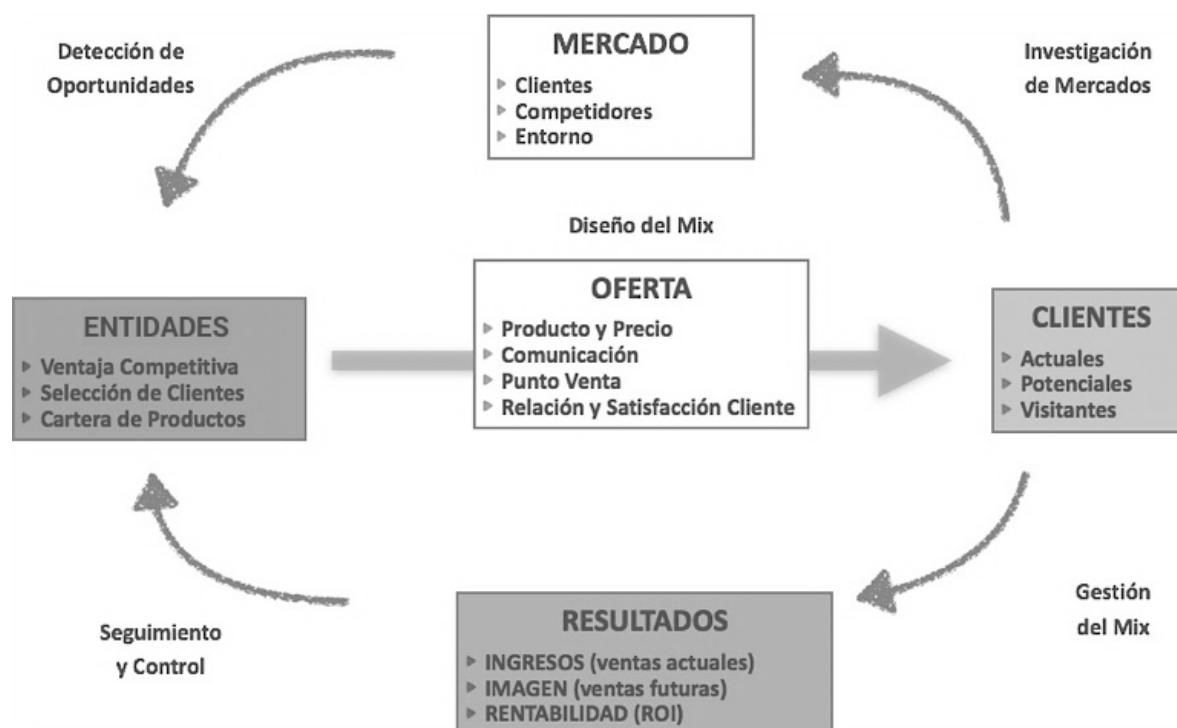 Detección de
Oportunidades
MERCADO
▸ Clientes
▸ Competidores
▸ Entorno
Investigación
de Mercados
Diseño del Mix
ENTIDADES
▸ Ventaja Competitiva
▸ Selección de Clientes
▸ Cartera de Productos
OFERTA
▸ Producto y Precio
▸ Comunicación
▸ Punto Venta
▸ Relación y Satisfacción Cliente
CLIENTES
▸ Actuales
▸ Potenciales
▸ Visitantes
Seguimiento
y Control
RESULTADOS
▸ INGRESOS (ventas actuales)
▸ IMAGEN (ventas futuras)
▸ RENTABILIDAD (ROI)
Gestión
del Mix